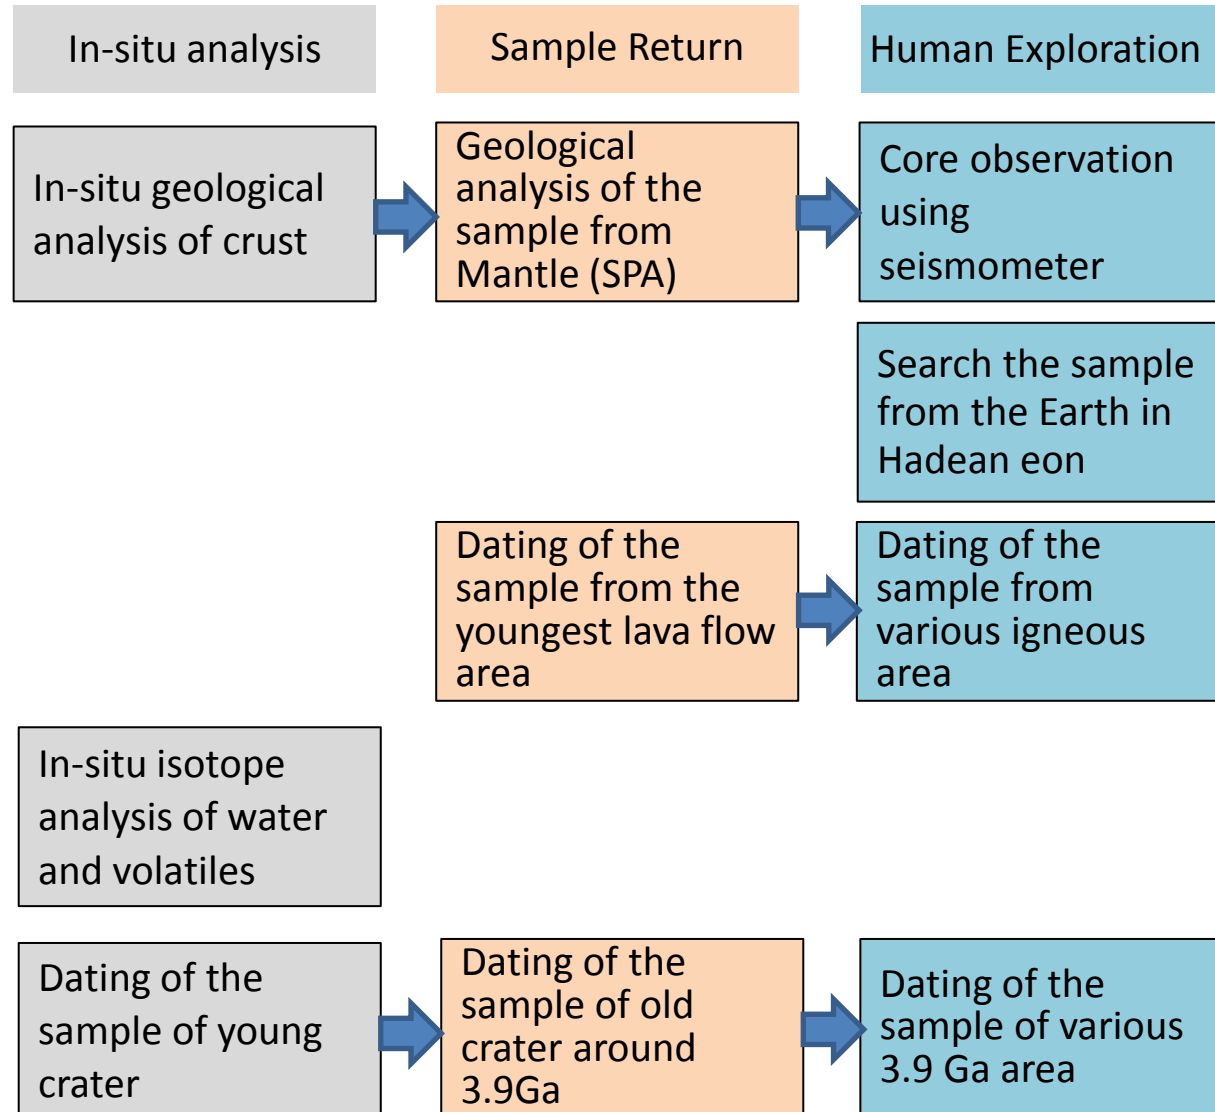 In-situ analysis
Sample Return
Human Exploration
In-situ geological
analysis of crust
Geological
analysis of the
sample from
Mantle (SPA)
Core observation
using
seismometer
Search the sample
from the Earth in
Hadean eon
Dating of the
sample from the
youngest lava flow
area
Dating of the
sample from
various igneous
area
In-situ isotope
analysis of water
and volatiles
Dating of the
sample of young
crater
Dating of the
sample of old
crater around
3.9Ga
Dating of the
sample of various
3.9 Ga area